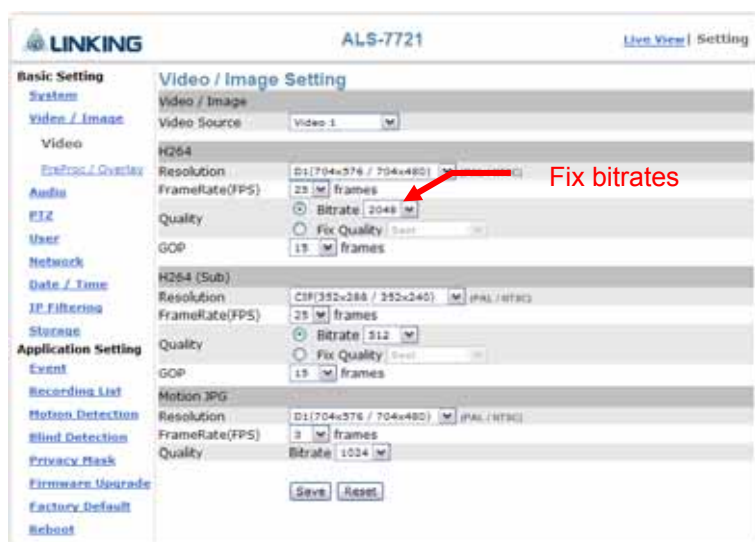 LINKING
ALS-7721
Live View | Setting
Basic Setting
System
Video / Image
Video
PreProc / Overlay
Audio
PTZ
User
Network
Date / Time
IP Filtering
Storage
Application Setting
Event
Recording List
Motion Detection
Blind Detection
Privacy Mask
Firmware Upgrade
Factory Default
Reboot
Video / Image Setting
Video / Image
Video Source Video 1
H264
Resolution D1(704x576 / 704x480) (PAL / NTSC)
Fix bitrates
FrameRate(FPS) 25 frames
Quality
Bitrate 2048
Fix Quality Best
GOP 15 frames
H264 (Sub)
Resolution CIF(352x288 / 352x240) (PAL / NTSC)
FrameRate(FPS) 25 frames
Quality
Bitrate 512
Fix Quality Best
GOP 15 frames
Motion JPG
Resolution D1(704x576 / 704x480) (PAL / NTSC)
FrameRate(FPS) 3 frames
Quality Bitrate 1024
Save Reset